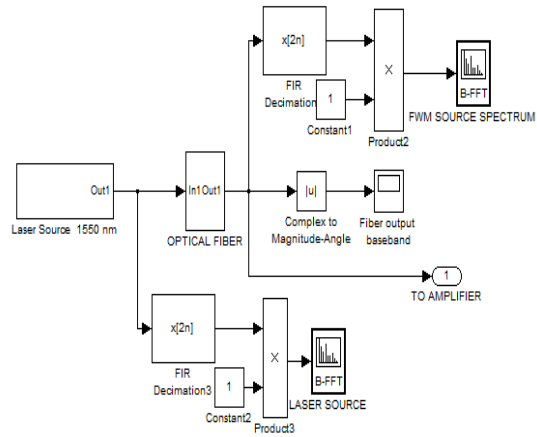 x[2n]
FIR
Decimation
1
Constant1
X
Product2
B-FFT
FWM SOURCE SPECTRUM
Out1
Laser Source 1550 nm
In1Out1
OPTICAL FIBER
|u|
Complex to
Magnitude-Angle
Fiber output
baseband
1
TO AMPLIFIER
x[2n]
FIR
Decimation3
1
Constant2
X
Product3
B-FFT
LASER SOURCE